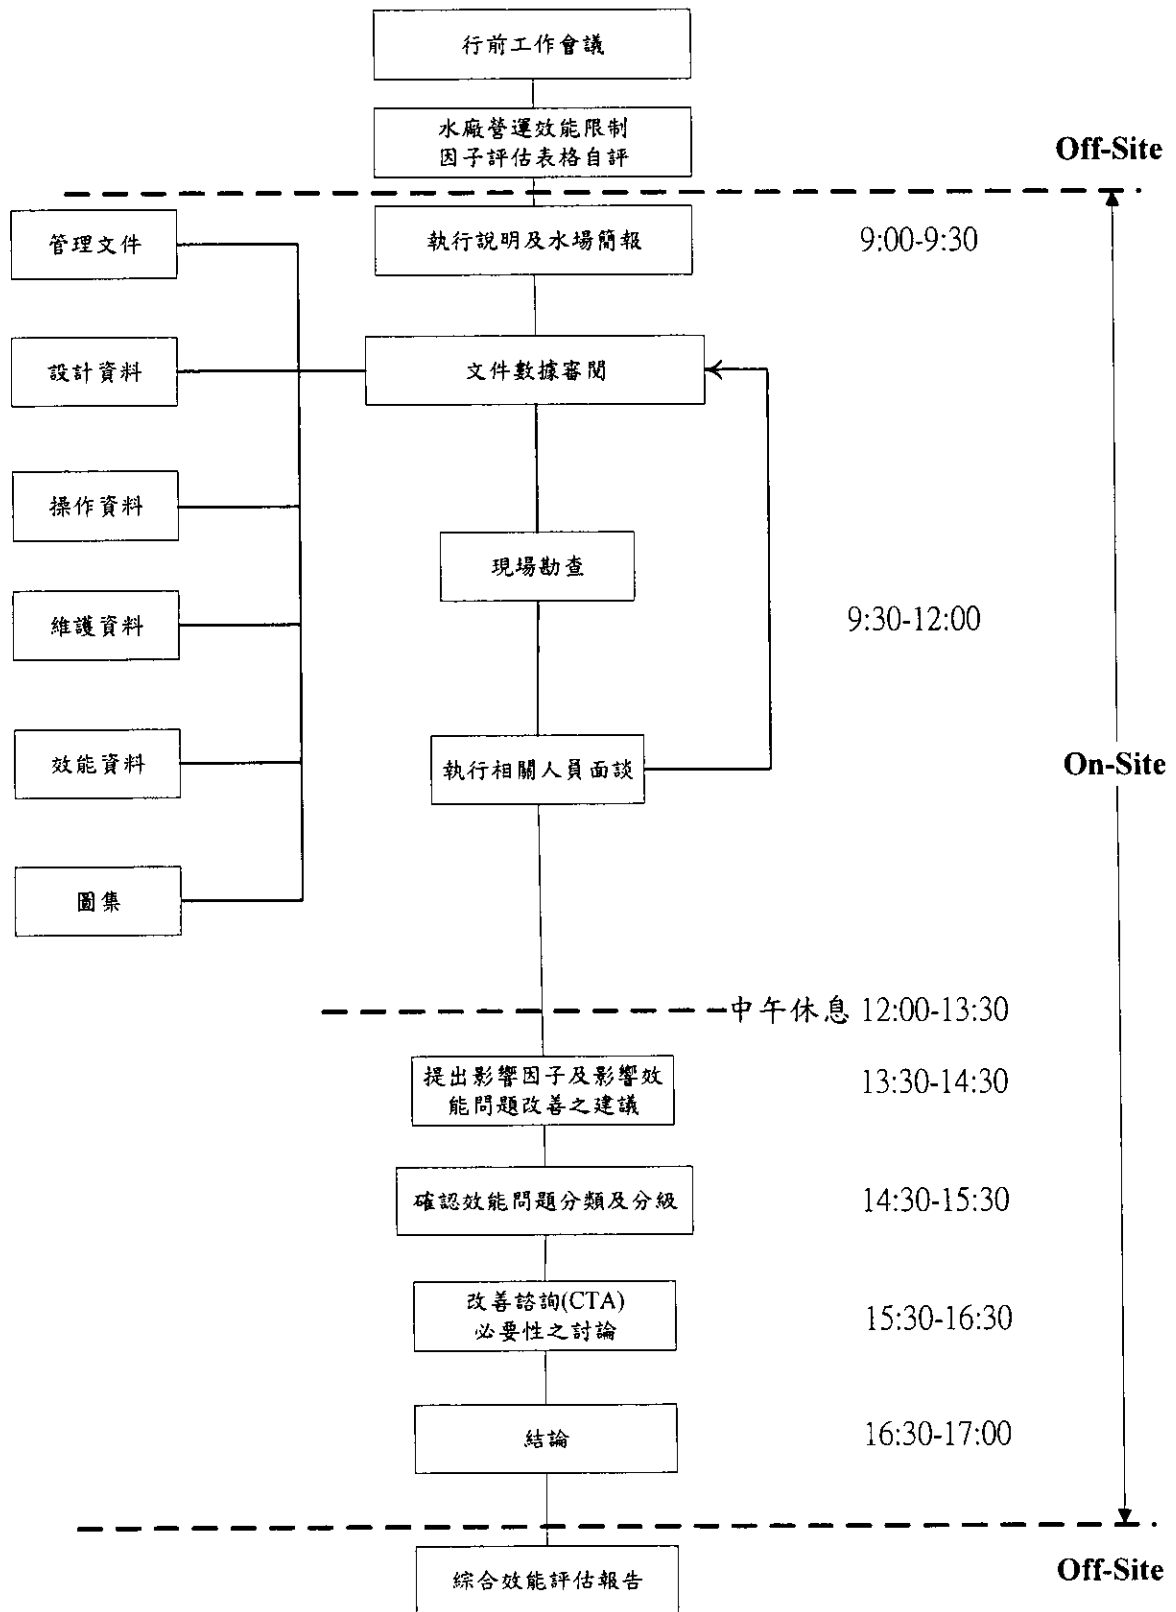 行前工作會議
水廠營運效能限制
因子評估表格自評
Off-Site
管理文件
執行說明及水場簡報
9:00-9:30
設計資料
文件數據審閱
操作資料
現場勘查
維護資料
9:30-12:00
效能資料
執行相關人員面談
On-Site
圖集
中午休息 12:00-13:30
提出影響因子及影響效
能問題改善之建議
13:30-14:30
確認效能問題分類及分級
14:30-15:30
改善諮詢(CTA)
必要性之討論
15:30-16:30
結論
16:30-17:00
綜合效能評估報告
Off-Site